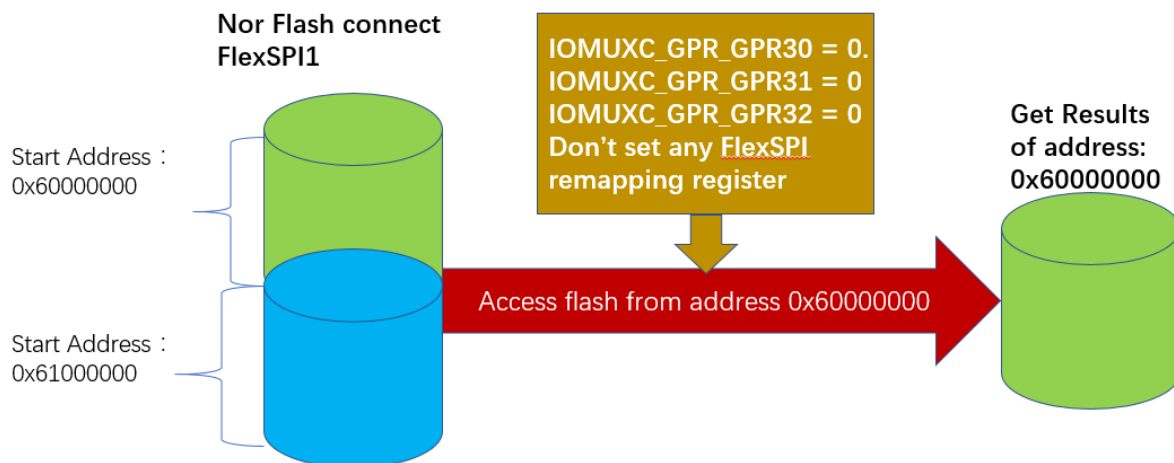 Nor Flash connect
FlexSPI1
Start Address：
0x60000000
Start Address：
0x61000000
IOMUXC_GPR_GPR30 = 0.
IOMUXC_GPR_GPR31 = 0
IOMUXC_GPR_GPR32 = 0
Don’t set any FlexSPI
remapping register
Access flash from address 0x60000000
Get Results
of address:
0x60000000